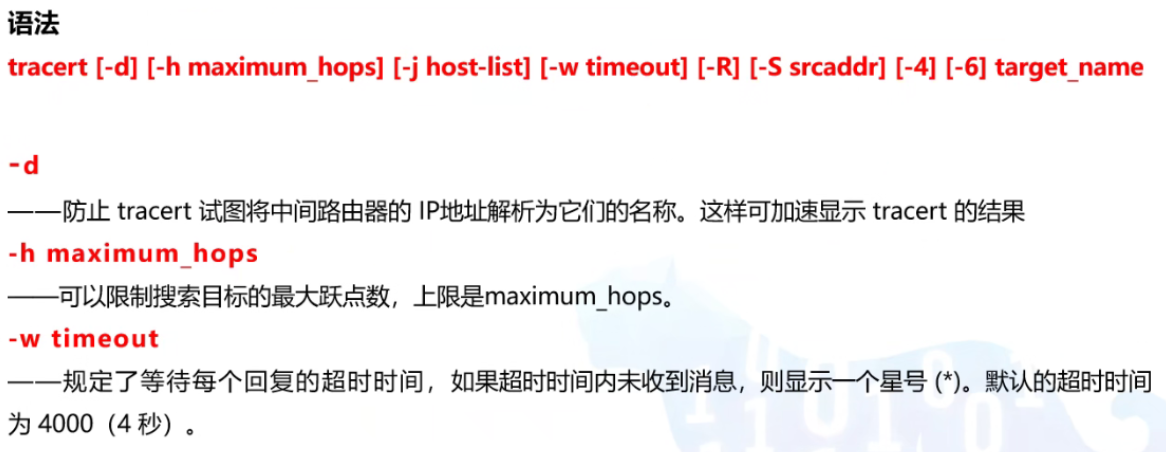 语法
tracert [-d] [-h maximum_hops] [-j host-list] [-w timeout] [-R] [-S srcaddr] [-4] [-6] target_name
-d
——防止 tracert 试图将中间路由器的 IP地址解析为它们的名称。这样可加速显示 tracert 的结果
-h maximum_hops
——可以限制搜索目标的最大跃点数，上限是maximum_hops。
-w timeout
——规定了等待每个回复的超时时间，如果超时时间内未收到消息，则显示一个星号 (*)。默认的超时时间
为 4000（4 秒）。